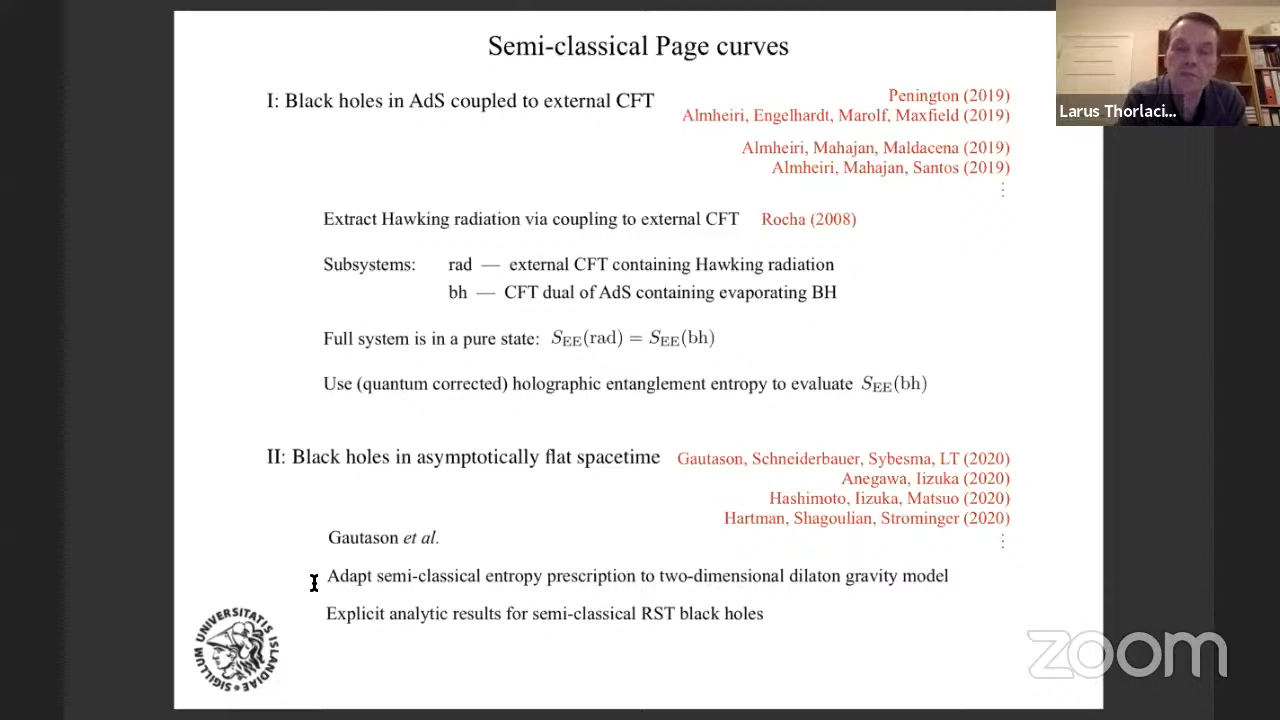 Semi-classical Page curves
I: Black holes in AdS coupled to external CFT
Penington (2019)
Almheiri, Engelhardt, Marolf, Maxfield (2019)
Almheiri, Mahajan, Maldacena (2019)
Almheiri, Mahajan, Santos (2019)
⋮
Extract Hawking radiation via coupling to external CFT Rocha (2008)
Subsystems: rad — external CFT containing Hawking radiation
bh — CFT dual of AdS containing evaporating BH
Full system is in a pure state: S_EE(rad) = S_EE(bh)
Use (quantum corrected) holographic entanglement entropy to evaluate S_EE(bh)
II: Black holes in asymptotically flat spacetime
Gautason, Schneiderbauer, Sybesma, LT (2020)
Anegawa, Iizuka (2020)
Hashimoto, Iizuka, Matsuo (2020)
Hartman, Shagoulian, Strominger (2020)
⋮
Gautason et al.
Adapt semi-classical entropy prescription to two-dimensional dilaton gravity model
Explicit analytic results for semi-classical RST black holes
SIGILLUM UNIVERSITATIS ISLANDIAE
Larus Thorlaci...
zoom